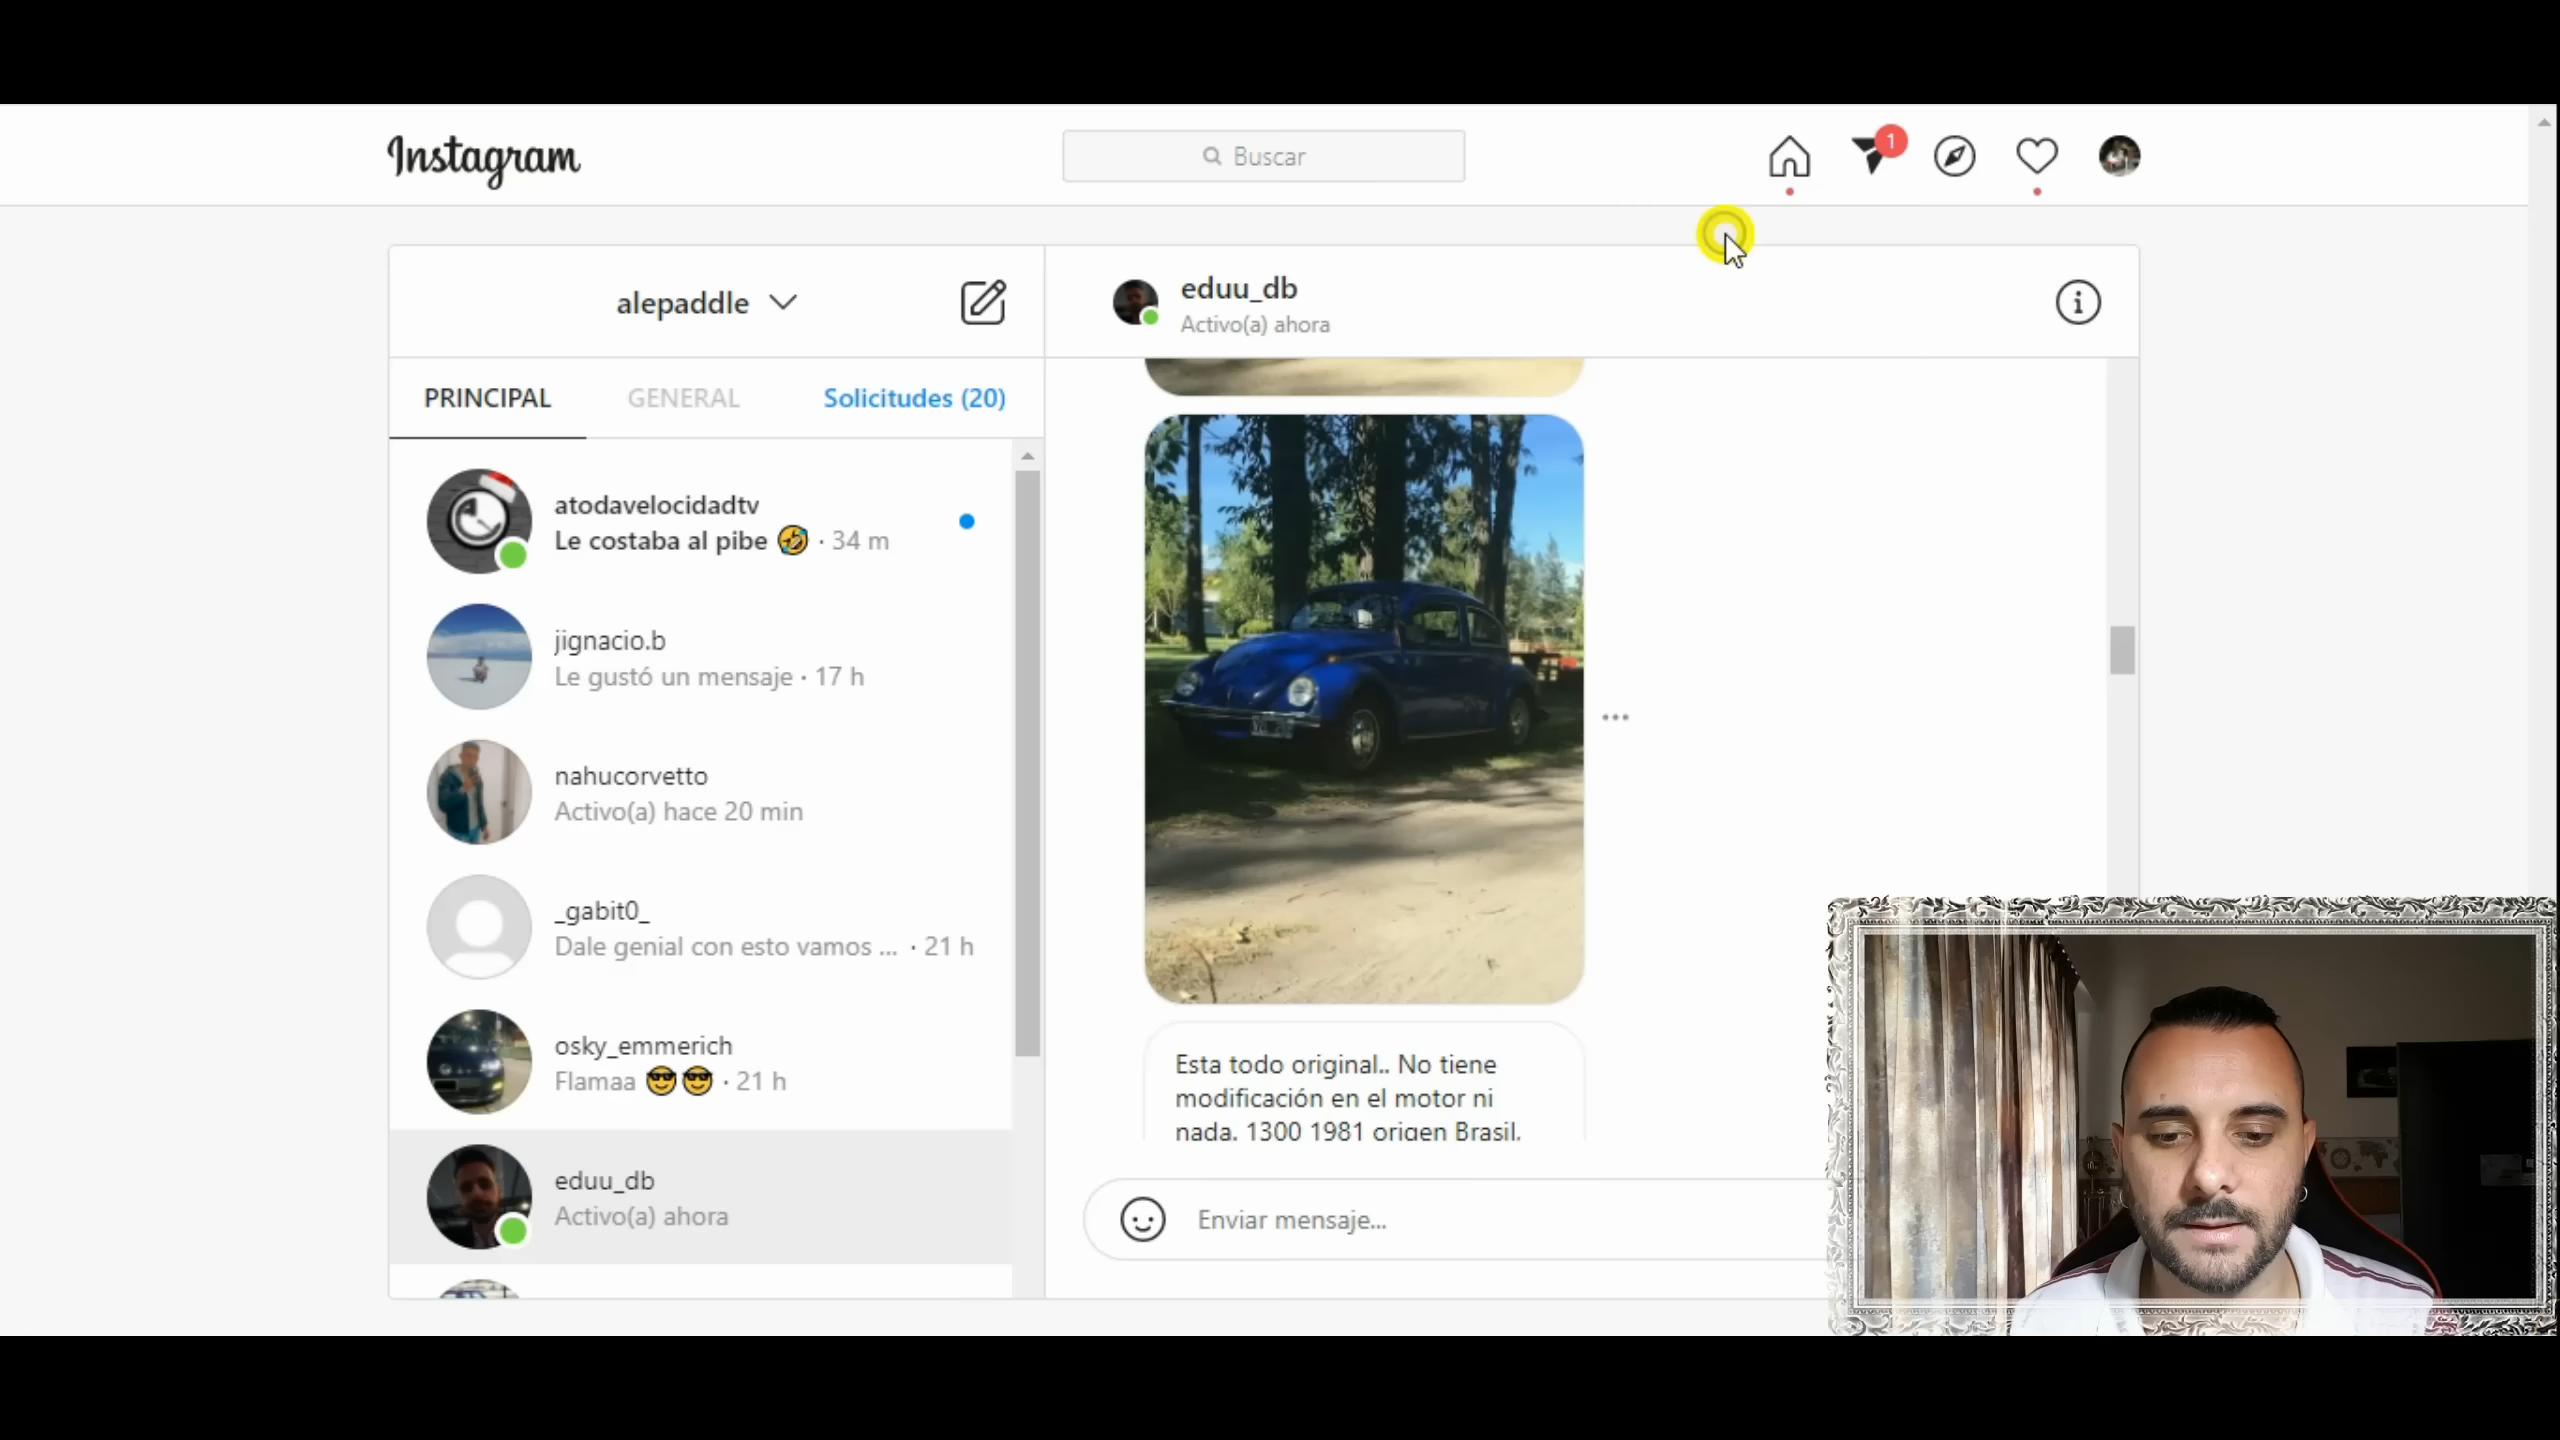 Instagram
Buscar
1
alepaddle
eduu_db
Activo(a) ahora
PRINCIPAL
GENERAL
Solicitudes (20)
atodavelocidadtv
Le costaba al pibe 🤣 · 34 m
jignacio.b
Le gustó un mensaje · 17 h
nahucorvetto
Activo(a) hace 20 min
_gabit0_
Dale genial con esto vamos ... · 21 h
osky_emmerich
Flamaa 😎😎 · 21 h
eduu_db
Activo(a) ahora
Esta todo original.. No tiene
modificación en el motor ni
nada. 1300 1981 origen Brasil.
Enviar mensaje...